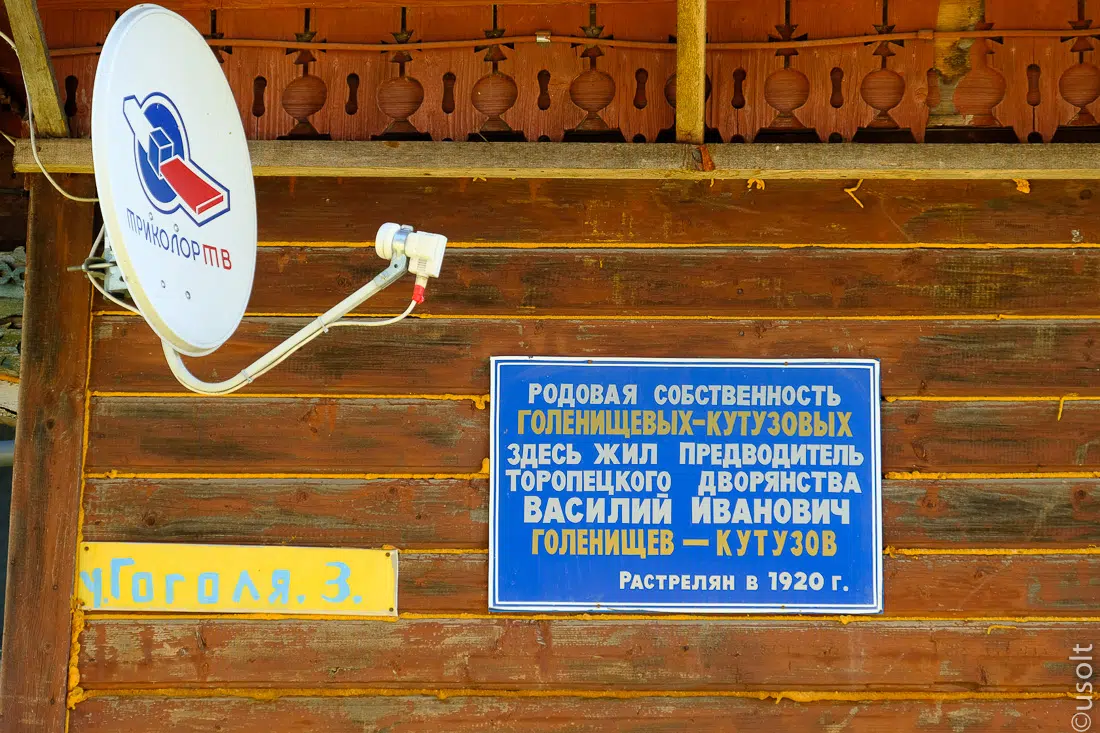 ТРИКОЛОР ТВ
РОДОВАЯ СОБСТВЕННОСТЬ
ГОЛЕНИЩЕВЫХ-КУТУЗОВЫХ
ЗДЕСЬ ЖИЛ ПРЕДВОДИТЕЛЬ
ТОРОПЕЦКОГО ДВОРЯНСТВА
ВАСИЛИЙ ИВАНОВИЧ
ГОЛЕНИЩЕВ — КУТУЗОВ
РАСТРЕЛЯН В 1920 г.
у. Гоголя. 3.
©usolt